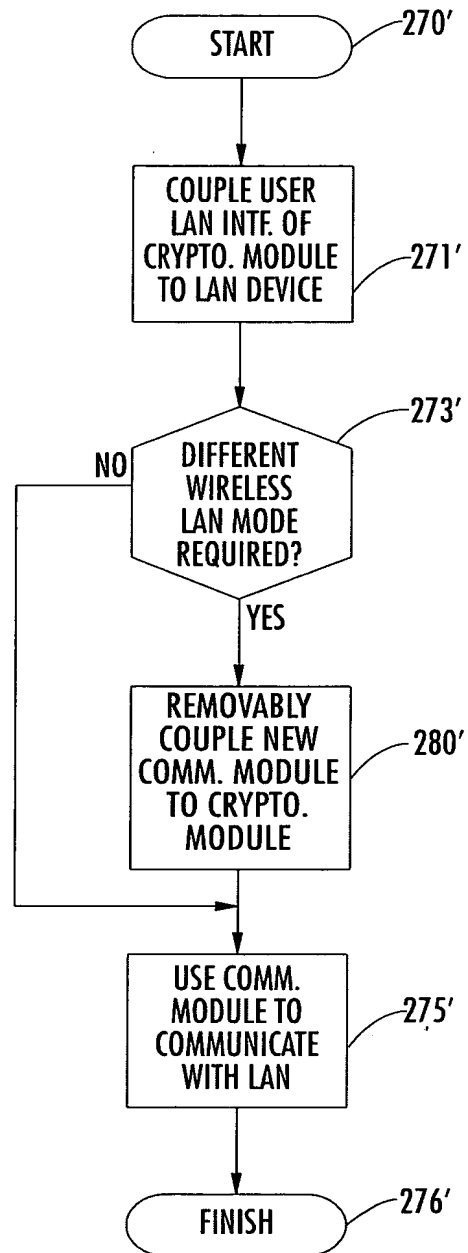 START
270'
COUPLE USER
LAN INTF. OF
CRYPTO. MODULE
TO LAN DEVICE
271'
273'
NO
DIFFERENT
WIRELESS
LAN MODE
REQUIRED?
YES
REMOVABLY
COUPLE NEW
COMM. MODULE
TO CRYPTO.
MODULE
280'
USE COMM.
MODULE TO
COMMUNICATE
WITH LAN
275'
FINISH
276'